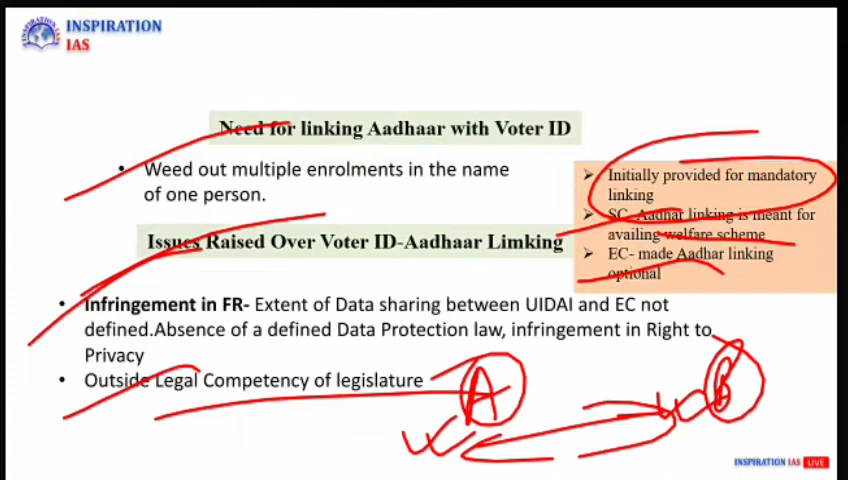 INSPIRATION
IAS
Need for linking Aadhaar with Voter ID
• Weed out multiple enrolments in the name
of one person.
➢ Initially provided for mandatory
linking
➢ SC- Aadhar linking is meant for
availing welfare scheme
➢ EC- made Aadhar linking
optional
Issues Raised Over Voter ID-Aadhaar Limking
• Infringement in FR- Extent of Data sharing between UIDAI and EC not
defined.Absence of a defined Data Protection law, infringement in Right to
Privacy
• Outside Legal Competency of legislature
A
B
INSPIRATION IAS LIVE